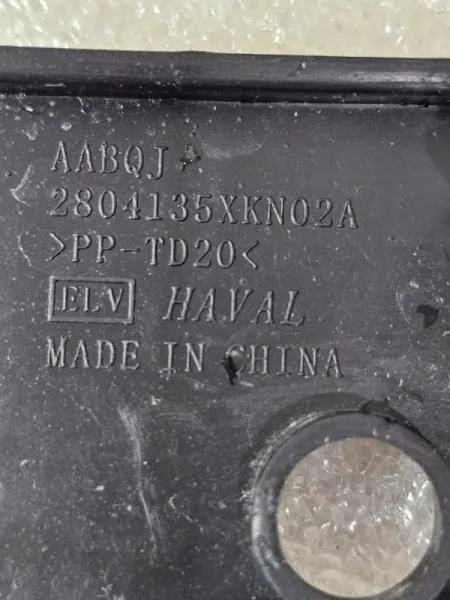 AABQJ
2804135XKN02A
>PP-TD20<
ELV HAVAL
MADE IN CHINA